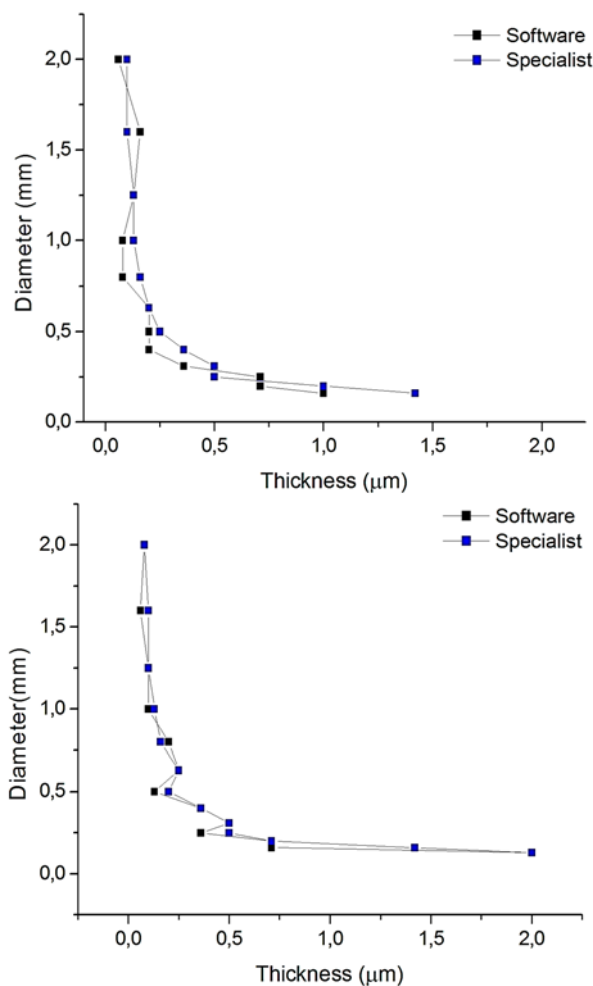 Software
Specialist
2,0
1,5
1,0
0,5
0,0
Diameter (mm)
0,0 0,5 1,0 1,5 2,0
Thickness (μm)
Software
Specialist
2,0
1,5
1,0
0,5
0,0
Diameter(mm)
0,0 0,5 1,0 1,5 2,0
Thickness (μm)